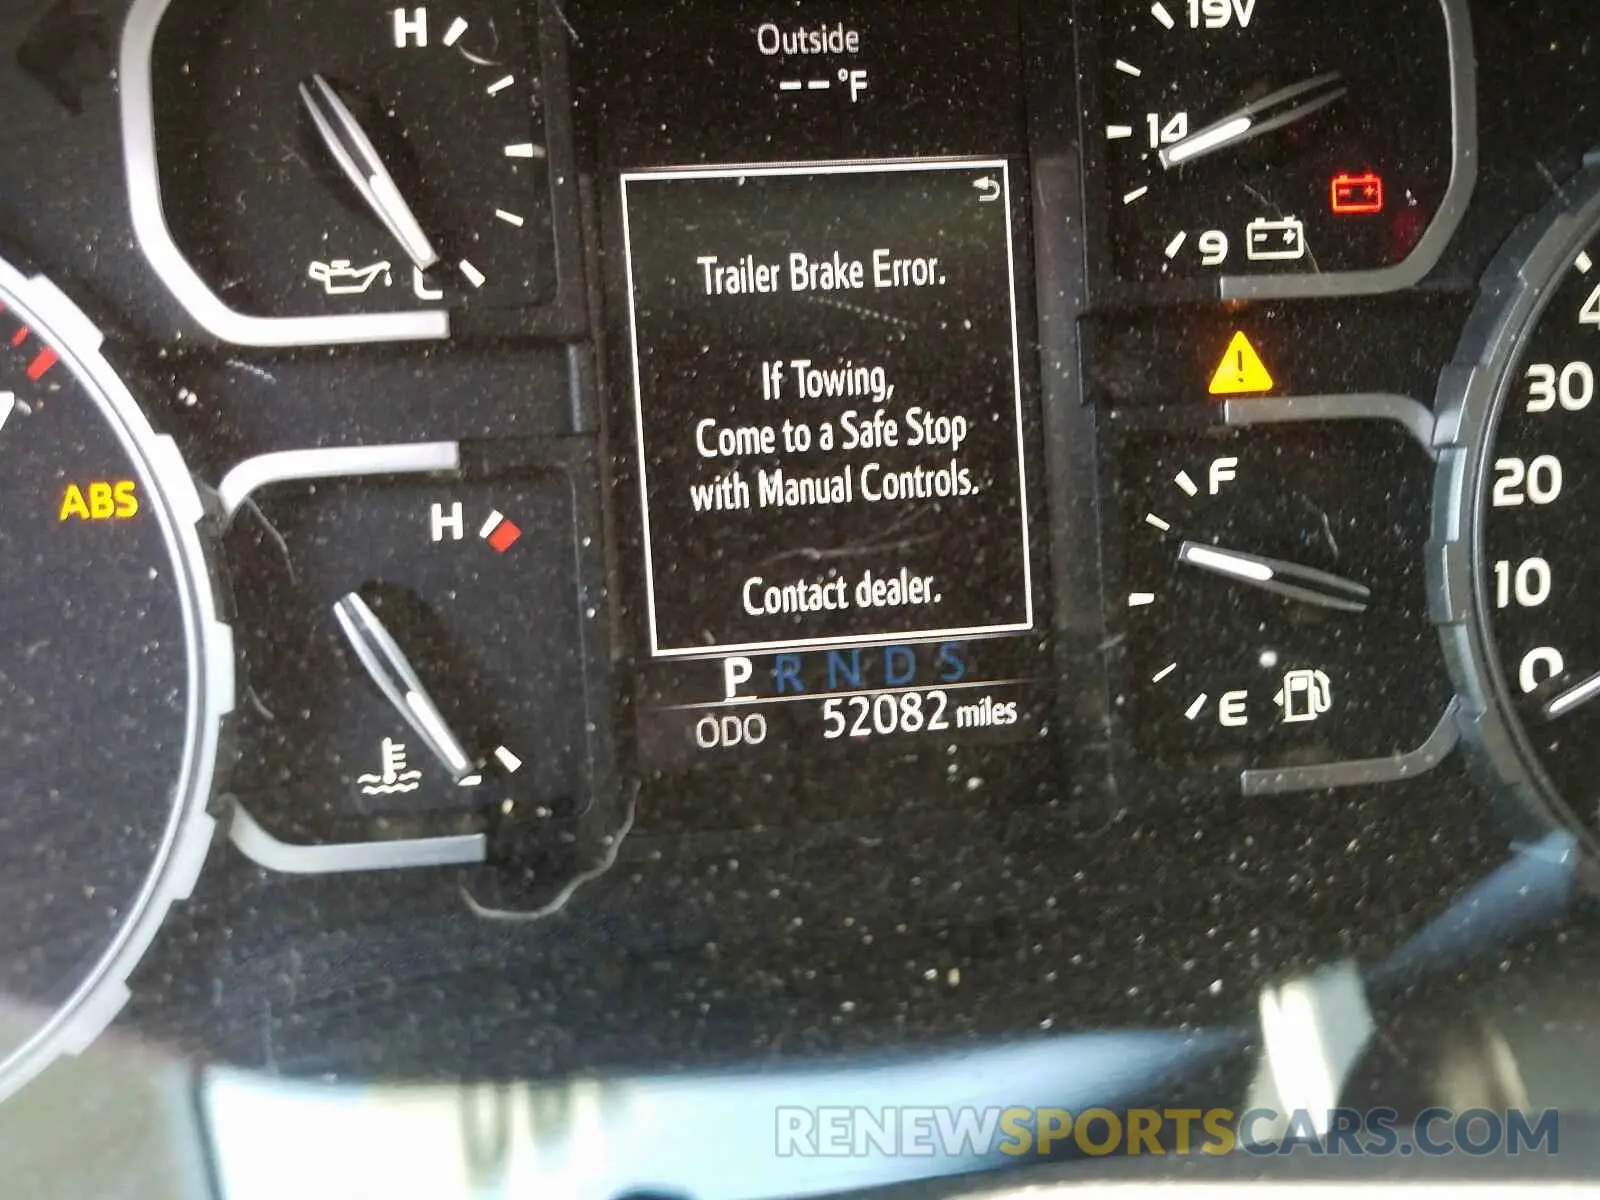 H
Outside
--°F
19V
14
9
L
Trailer Brake Error.
If Towing,
Come to a Safe Stop
with Manual Controls.
Contact dealer.
ABS
H
F
E
4
30
20
10
0
P R N D S
ODO 52082 miles
RENEWSPORTSCARS.COM